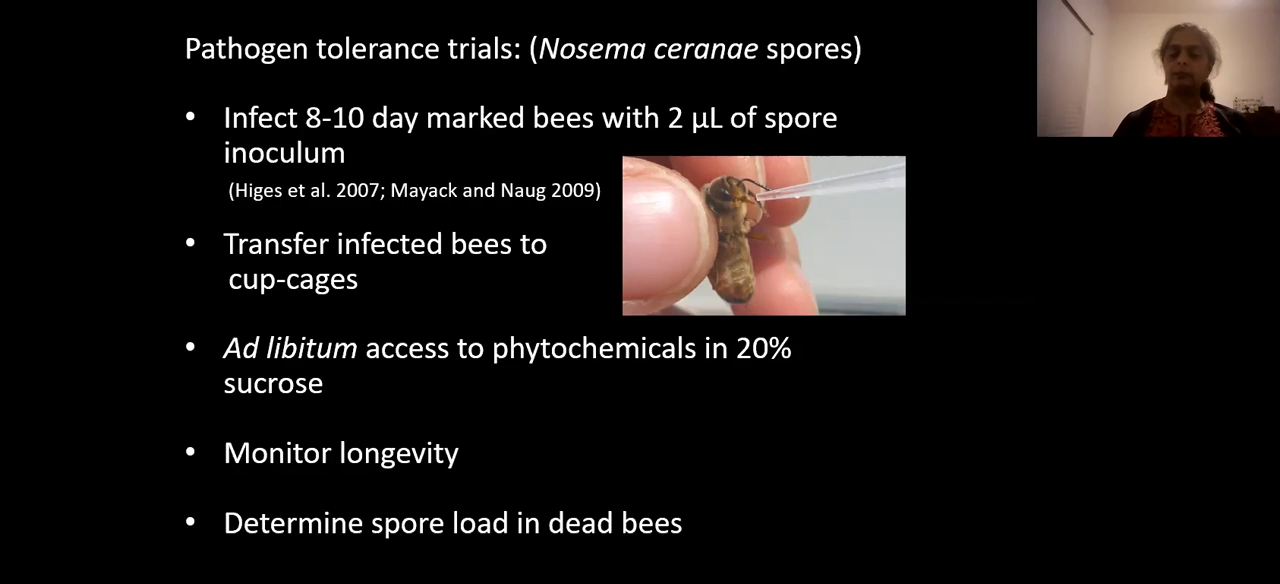 Pathogen tolerance trials: (Nosema ceranae spores)
• Infect 8-10 day marked bees with 2 µL of spore
inoculum
(Higes et al. 2007; Mayack and Naug 2009)
• Transfer infected bees to
cup-cages
• Ad libitum access to phytochemicals in 20%
sucrose
• Monitor longevity
• Determine spore load in dead bees